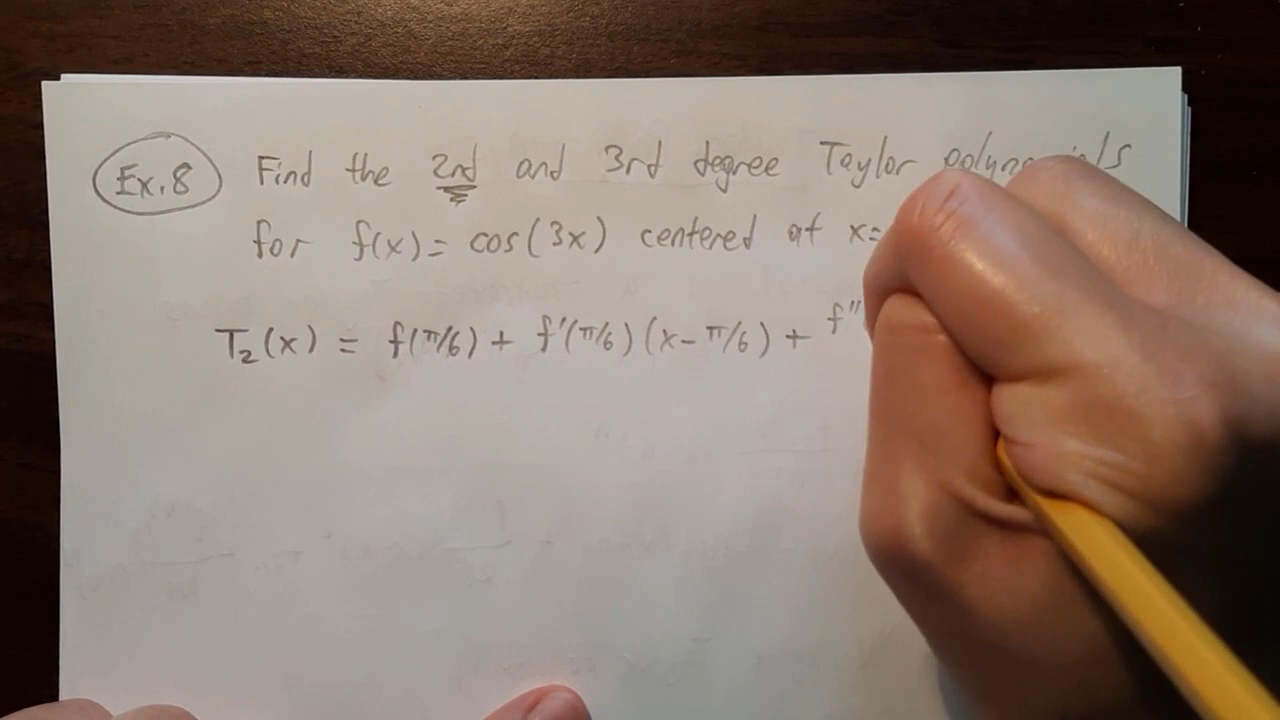 Ex. 8 Find the 2nd and 3rd degree Taylor
for f(x) = cos(3x) centered at x=
T₂(x) = f(π/6) + f'(π/6)(x-π/6) + f"